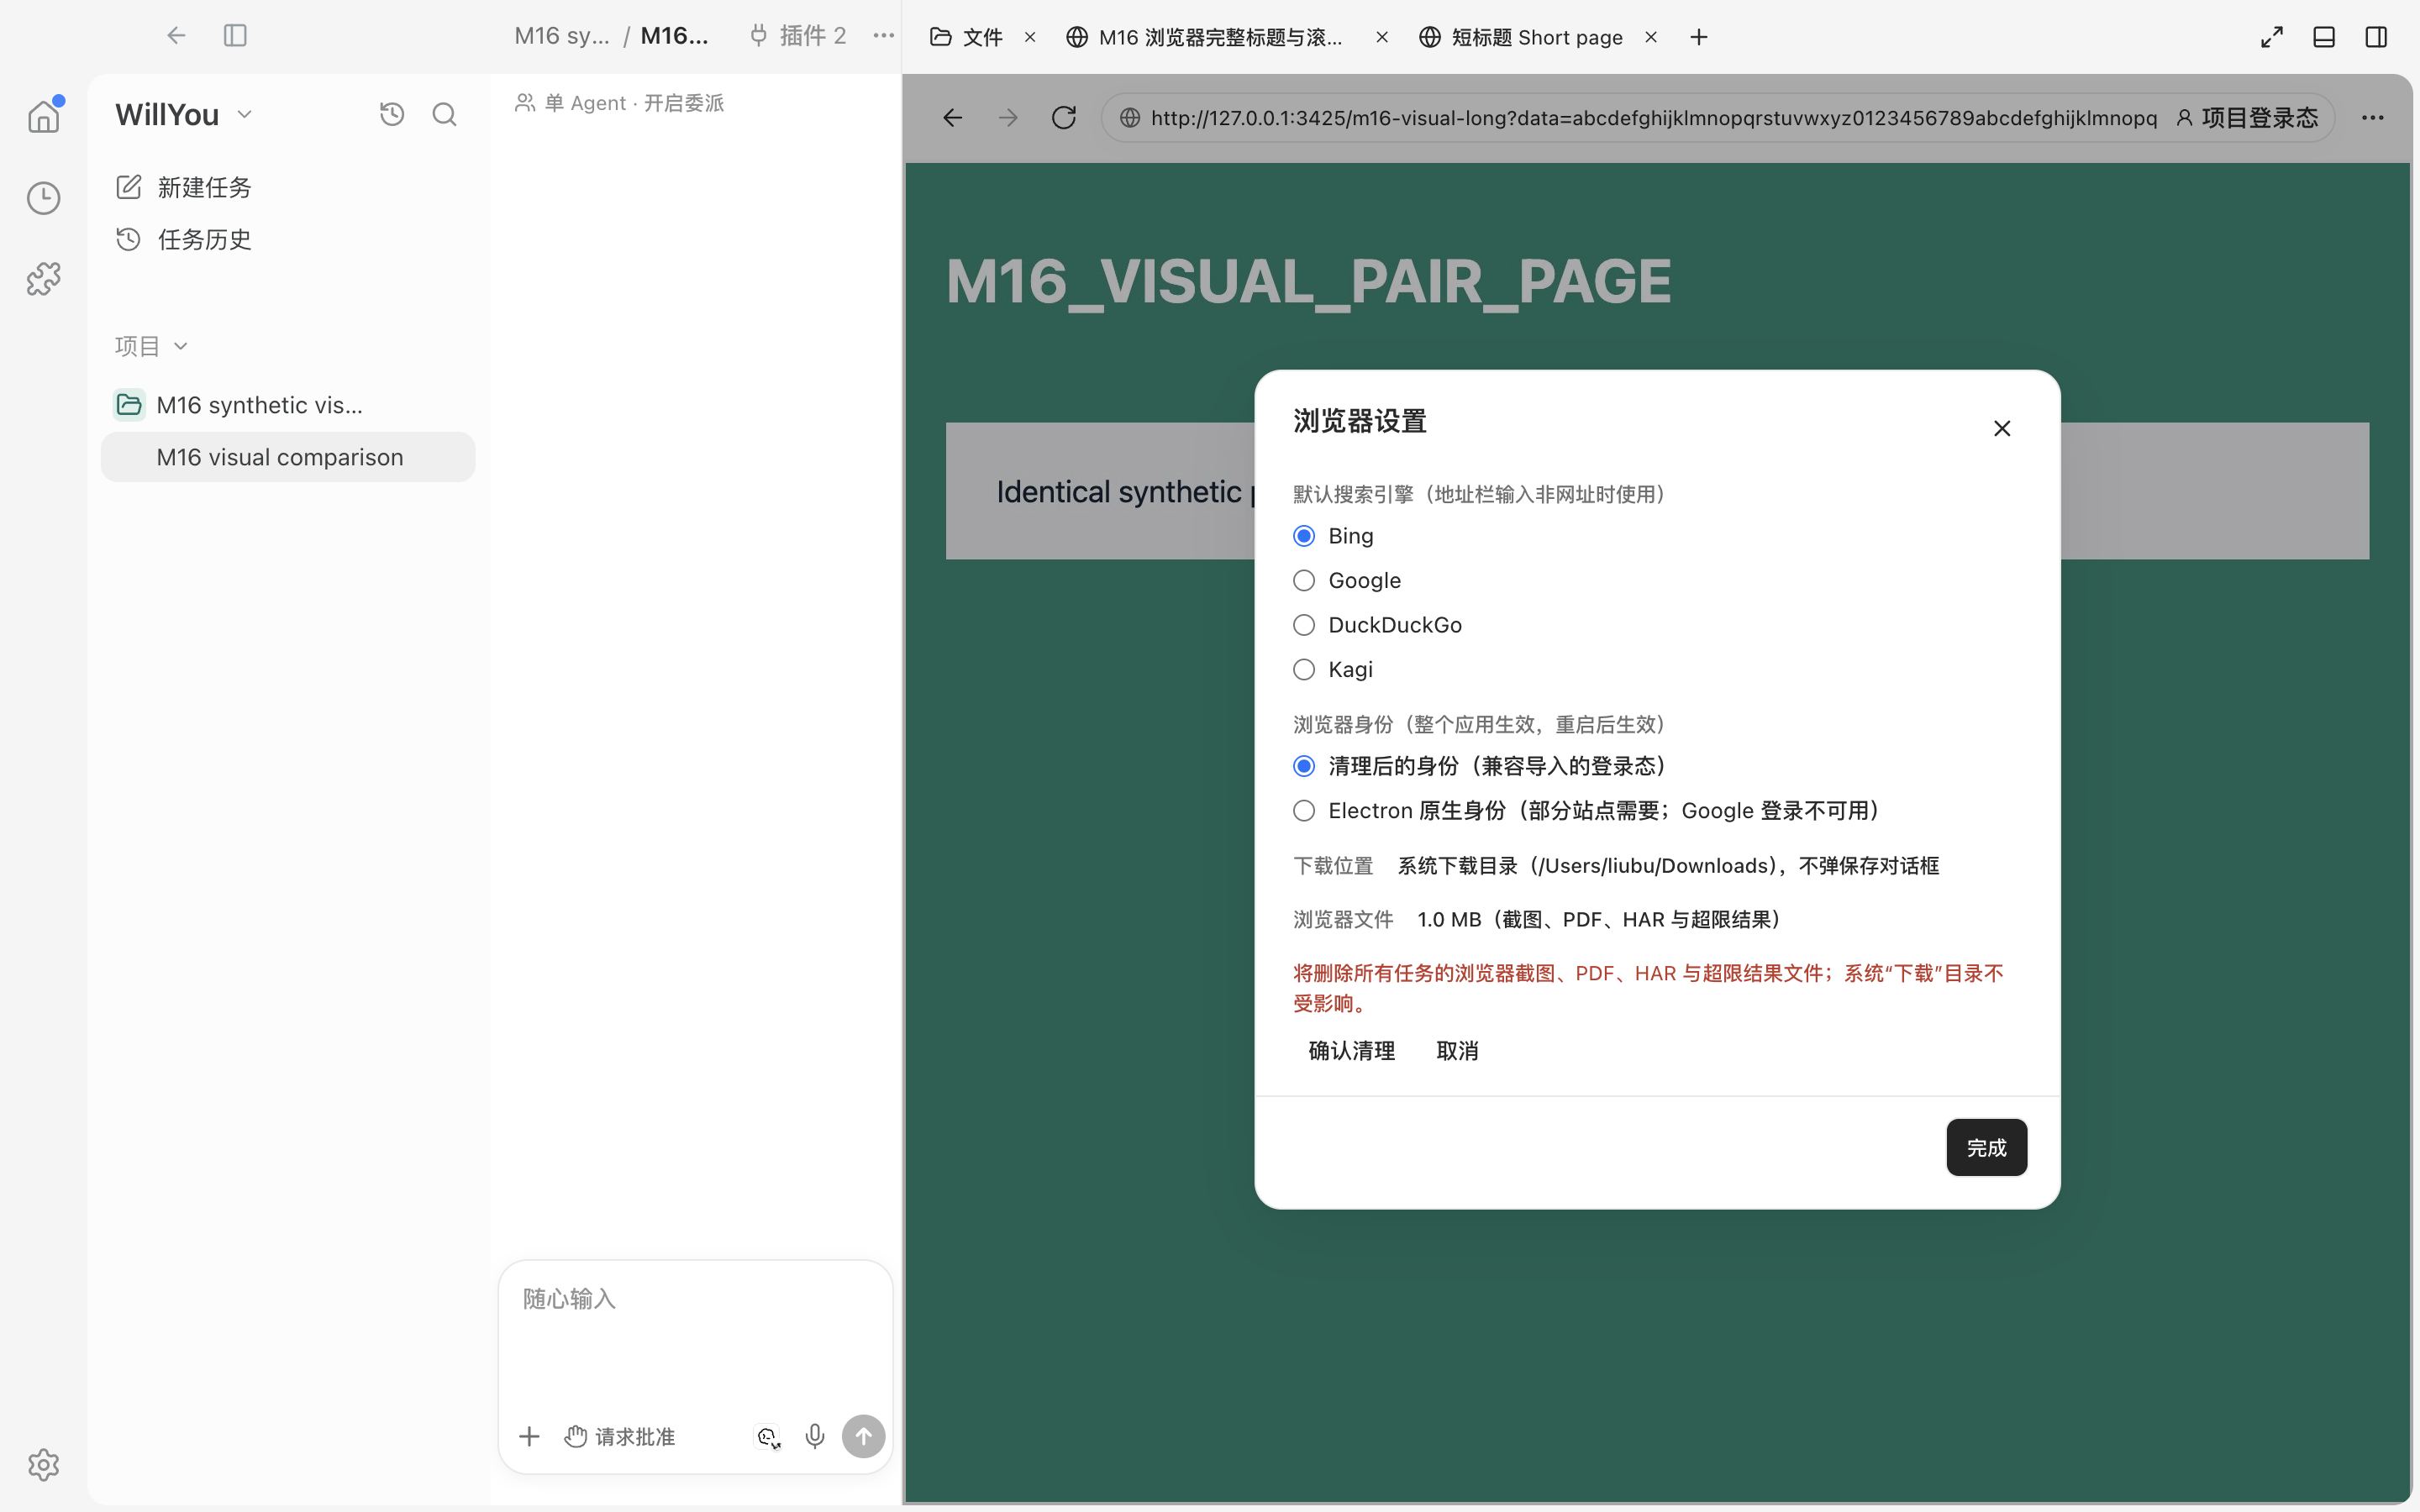 M16 sy... / M16... 插件 2
文件
M16 浏览器完整标题与滚...
短标题 Short page
WillYou
新建任务
任务历史
项目
M16 synthetic vis...
M16 visual comparison
单 Agent · 开启委派
随心输入
请求批准
http://127.0.0.1:3425/m16-visual-long?data=abcdefghijklmnopqrstuvwxyz0123456789abcdefghijklmnopq
项目登录态
M16_VISUAL_PAIR_PAGE
Identical synthetic
浏览器设置
默认搜索引擎（地址栏输入非网址时使用）
Bing
Google
DuckDuckGo
Kagi
浏览器身份（整个应用生效，重启后生效）
清理后的身份（兼容导入的登录态）
Electron 原生身份（部分站点需要；Google 登录不可用）
下载位置 系统下载目录（/Users/liubu/Downloads），不弹保存对话框
浏览器文件 1.0 MB（截图、PDF、HAR 与超限结果）
将删除所有任务的浏览器截图、PDF、HAR 与超限结果文件；系统“下载”目录不
受影响。
确认清理 取消
完成